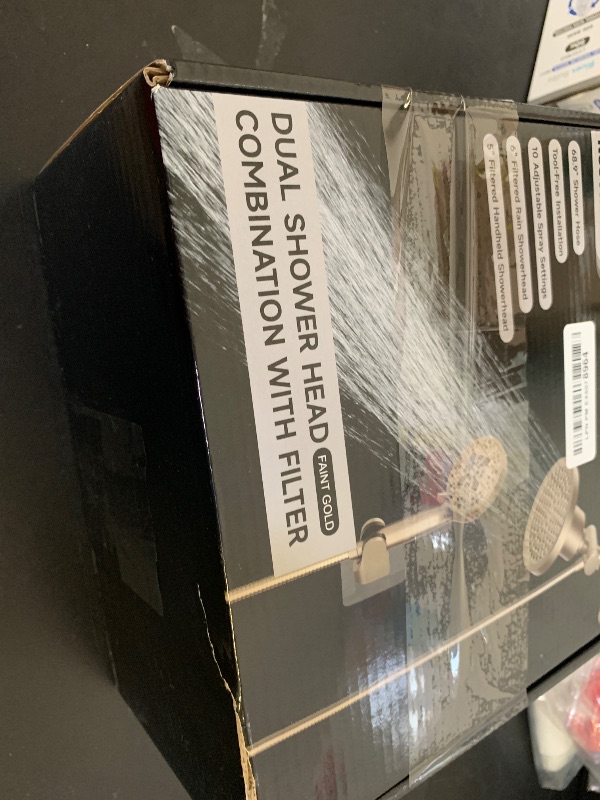 68.9" Shower Hose
Tool-Free Installation
10 Adjustable Spray Settings
6" Filtered Rain Showerhead
5" Filtered Handheld Showerhead
DUAL SHOWER HEAD FAINT GOLD
COMBINATION WITH FILTER